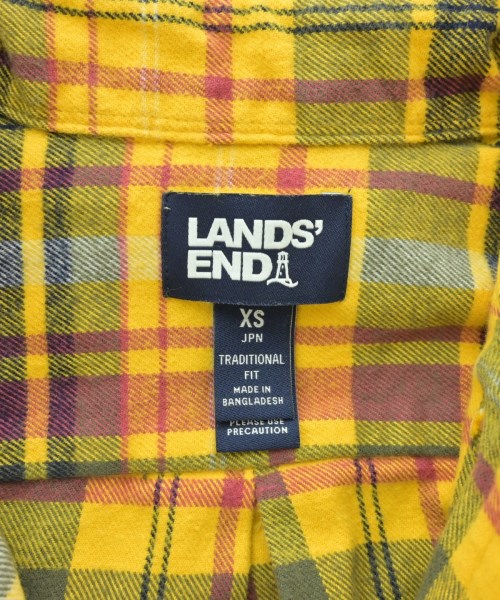 LANDS'
END
XS
JPN
TRADITIONAL
FIT
MADE IN
BANGLADESH
PLEASE USE
PRECAUTION